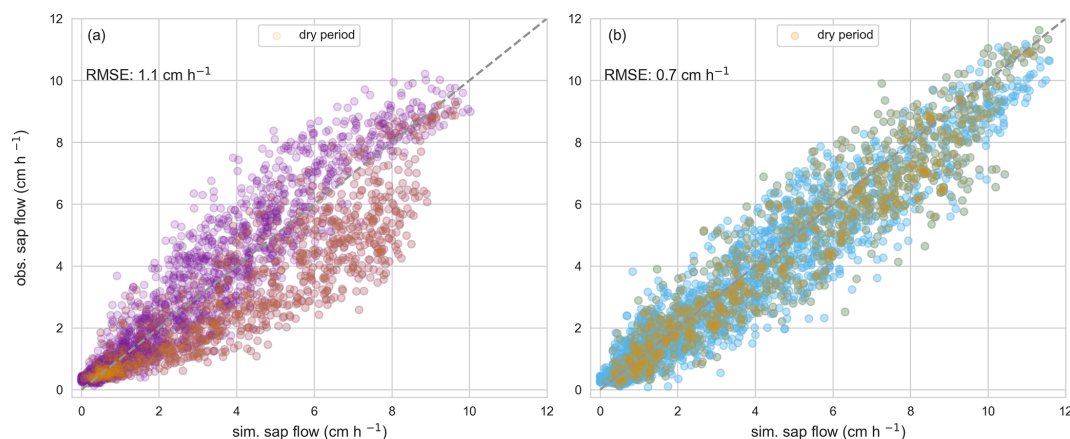 (a)
dry period
RMSE: 1.1 cm h⁻¹
12
10
8
6
4
2
0
obs. sap flow (cm h ⁻¹)
0 2 4 6 8 10 12
sim. sap flow (cm h ⁻¹)
(b)
dry period
RMSE: 0.7 cm h⁻¹
12
10
8
6
4
2
0
0 2 4 6 8 10 12
sim. sap flow (cm h ⁻¹)